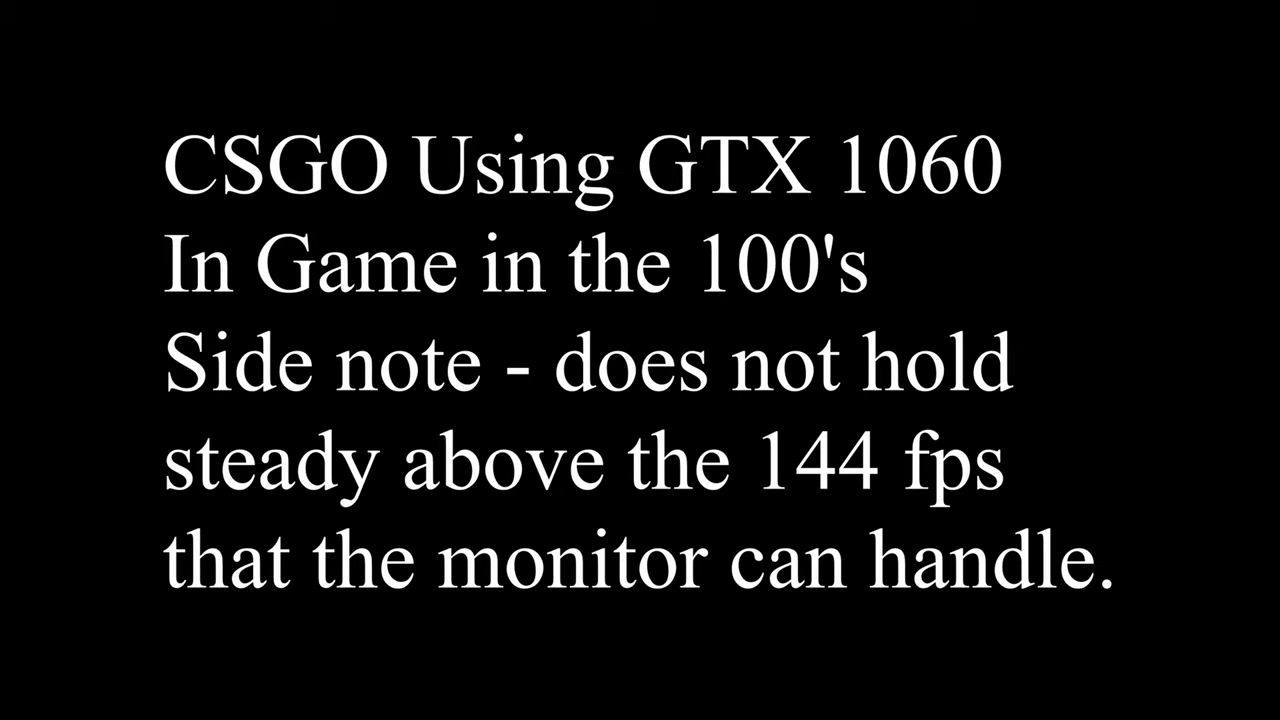 CSGO Using GTX 1060
In Game in the 100's
Side note - does not hold
steady above the 144 fps
that the monitor can handle.